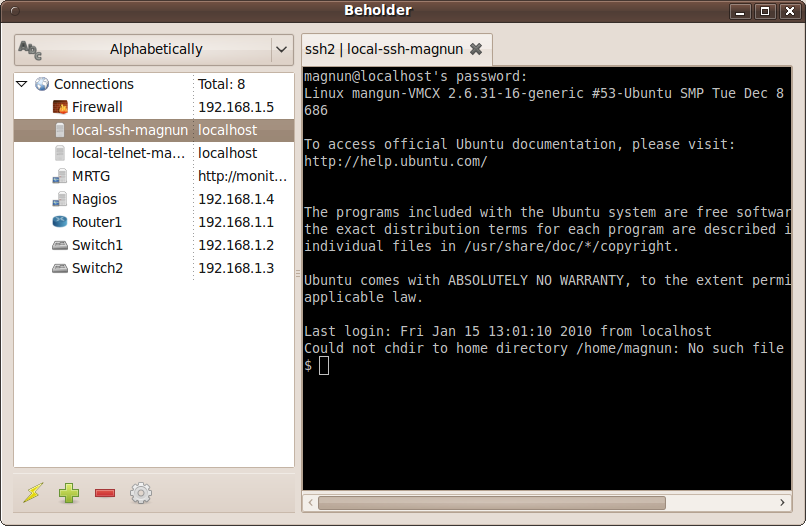 Beholder
Abc
Alphabetically
Connections Total: 8
Firewall 192.168.1.5
local-ssh-magnun localhost
local-telnet-ma... localhost
MRTG http://monit...
Nagios 192.168.1.4
Router1 192.168.1.1
Switch1 192.168.1.2
Switch2 192.168.1.3
ssh2 | local-ssh-magnun
magnun@localhost's password:
Linux mangun-VMCX 2.6.31-16-generic #53-Ubuntu SMP Tue Dec 8
686
To access official Ubuntu documentation, please visit:
http://help.ubuntu.com/
The programs included with the Ubuntu system are free softwar
the exact distribution terms for each program are described i
individual files in /usr/share/doc/*/copyright.
Ubuntu comes with ABSOLUTELY NO WARRANTY, to the extent permi
applicable law.
Last login: Fri Jan 15 13:01:10 2010 from localhost
Could not chdir to home directory /home/magnun: No such file
$